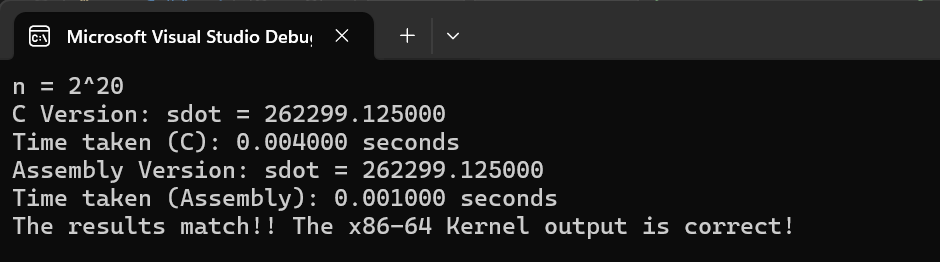 Microsoft Visual Studio Debu
n = 2^20
C Version: sdot = 262299.125000
Time taken (C): 0.004000 seconds
Assembly Version: sdot = 262299.125000
Time taken (Assembly): 0.001000 seconds
The results match!! The x86-64 Kernel output is correct!